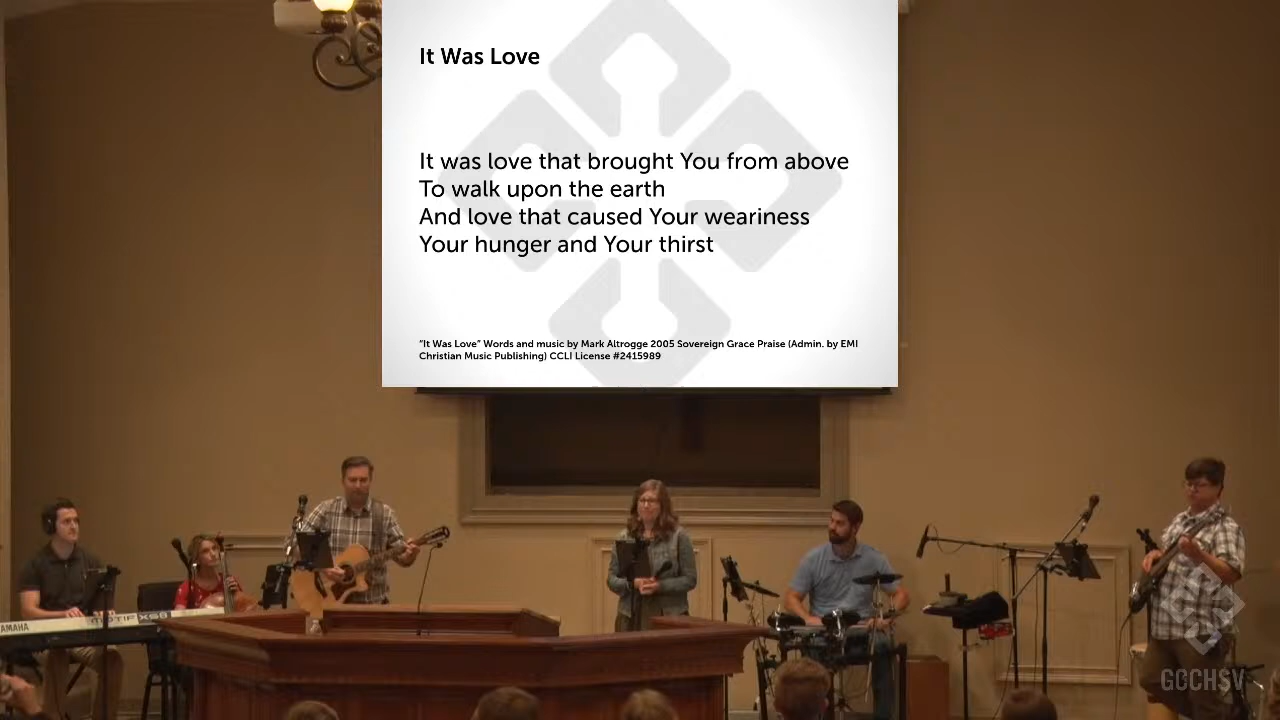 It Was Love
It was love that brought You from above
To walk upon the earth
And love that caused Your weariness
Your hunger and Your thirst
"It Was Love" Words and music by Mark Altrogge 2005 Sovereign Grace Praise (Admin. by EMI
Christian Music Publishing) CCLI License #2415989
YAMAHA
MOTIF XS8
GCCHSV